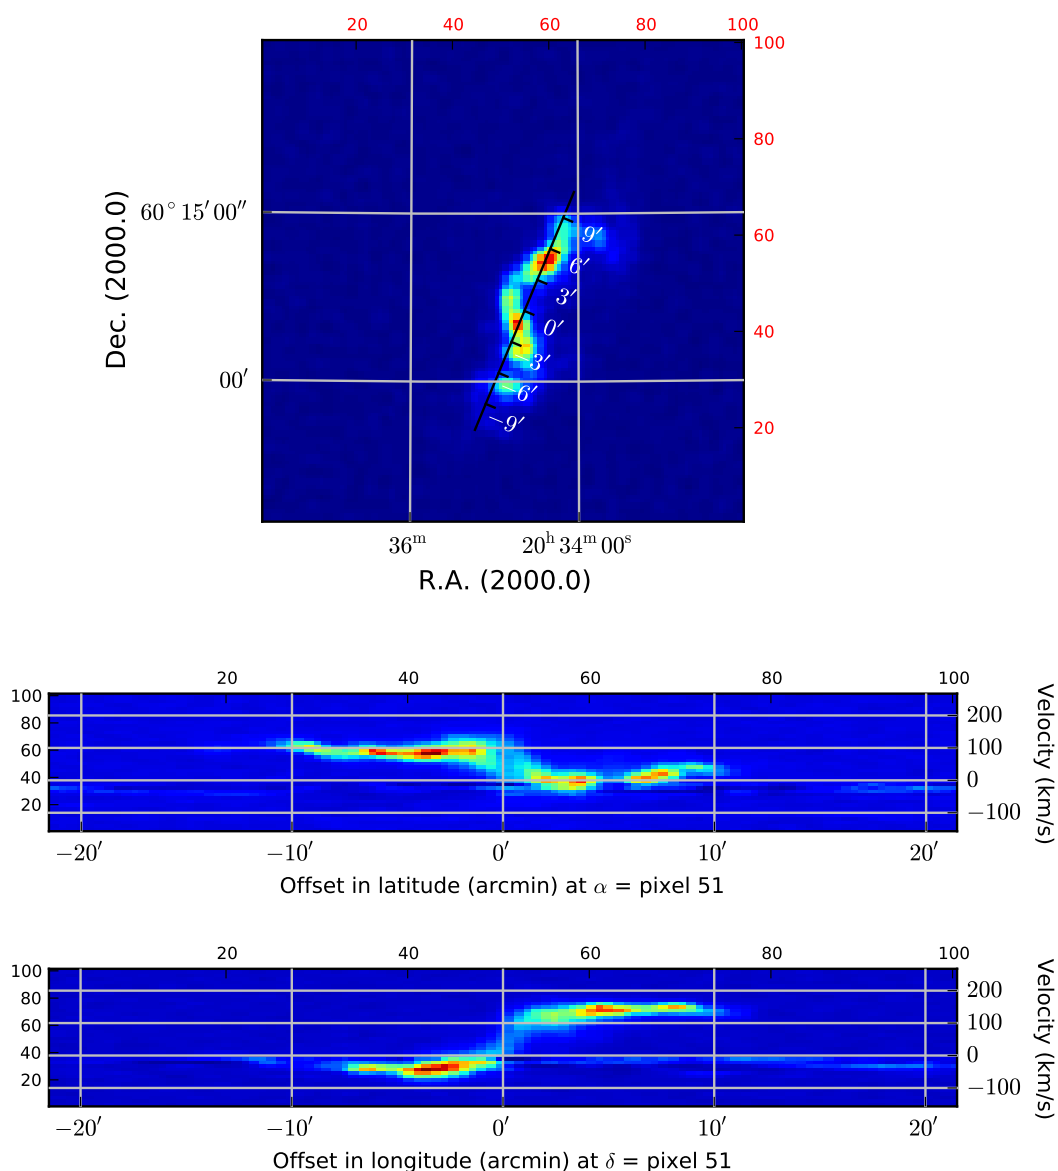 20 40 60 80 100
100
80
60
40
20
Dec. (2000.0)
60° 15′ 00″
00′
9′
6′
3′
0′
−3′
−6′
−9′
36ᵐ 20ʰ 34ᵐ 00ˢ
R.A. (2000.0)
20 40 60 80 100
100
80
60
40
20
200
100
0
−100
Velocity (km/s)
−20′ −10′ 0′ 10′ 20′
Offset in latitude (arcmin) at α = pixel 51
20 40 60 80 100
100
80
60
40
20
200
100
0
−100
Velocity (km/s)
−20′ −10′ 0′ 10′ 20′
Offset in longitude (arcmin) at δ = pixel 51